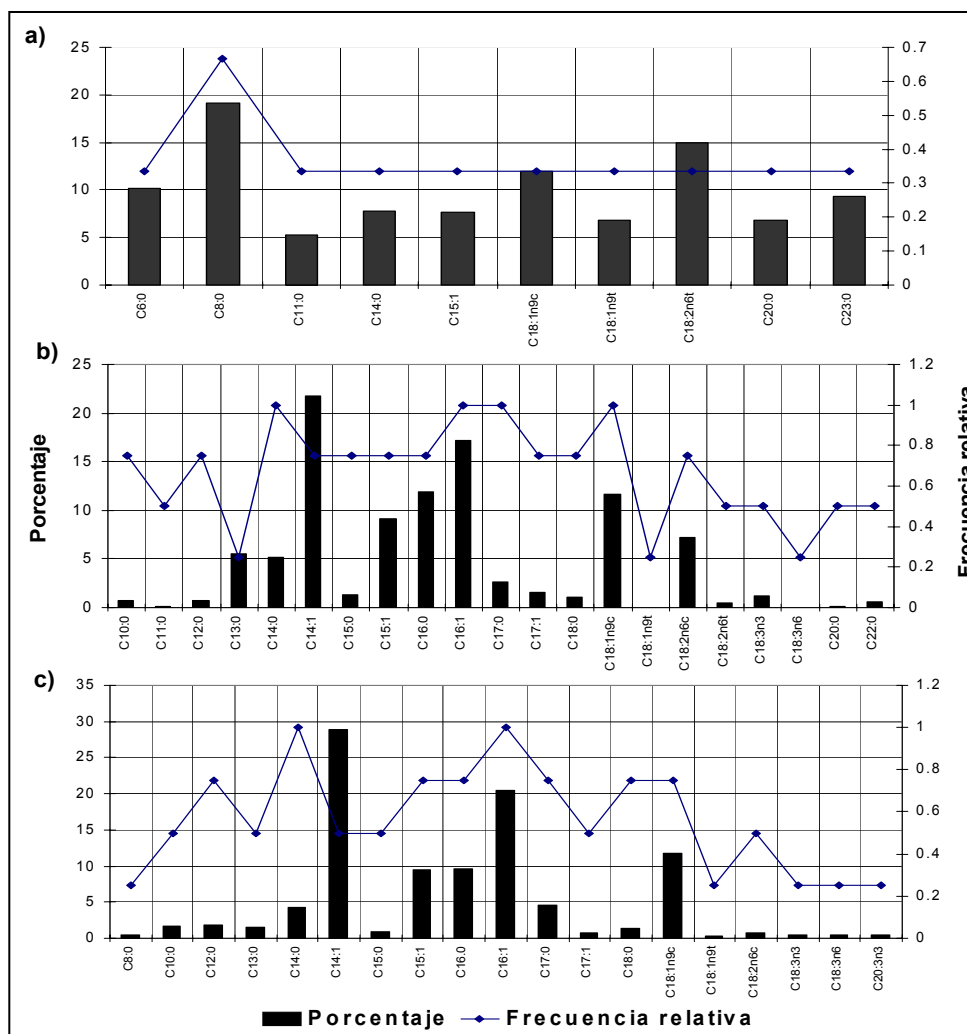 a)
25
20
15
10
5
0
0.7
0.6
0.5
0.4
0.3
0.2
0.1
0
C6:0
C8:0
C11:0
C14:0
C15:1
C18:1n9c
C18:1n9t
C18:2n6t
C20:0
C23:0
b)
Porcentaje
25
20
15
10
5
0
1.2
1
0.8
0.6
0.4
0.2
0
Frecuencia relativa
C10:0
C11:0
C12:0
C13:0
C14:0
C14:1
C15:0
C15:1
C16:0
C16:1
C17:0
C17:1
C18:0
C18:1n9c
C18:1n9t
C18:2n6c
C18:2n6t
C18:3n3
C18:3n6
C20:0
C22:0
c)
35
30
25
20
15
10
5
0
1.2
1
0.8
0.6
0.4
0.2
0
C8:0
C10:0
C12:0
C13:0
C14:0
C14:1
C15:0
C15:1
C16:0
C16:1
C17:0
C17:1
C18:0
C18:1n9c
C18:1n9t
C18:2n6c
C18:3n3
C18:3n6
C20:3n3
Porcentaje
Frecuencia relativa